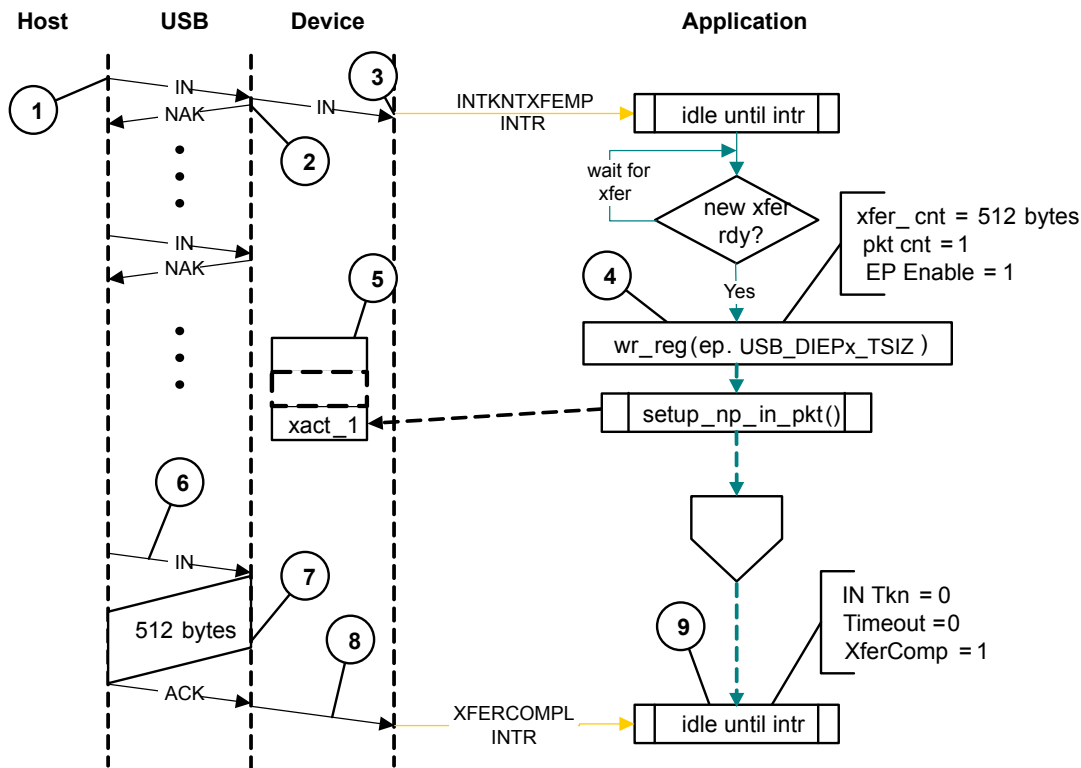 Host
USB
Device
Application
1
IN
NAK
2
IN
3
INTKNTXFEMP
INTR
idle until intr
wait for
xfer
new xfer
rdy?
xfer_ cnt = 512 bytes
pkt cnt = 1
EP Enable = 1
IN
NAK
Yes
4
5
wr_reg(ep. USB_DIEPx_TSIZ )
xact_1
setup_np_in_pkt()
6
IN
7
512 bytes
8
ACK
XFERCOMPL
INTR
9
IN Tkn = 0
Timeout =0
XferComp = 1
idle until intr